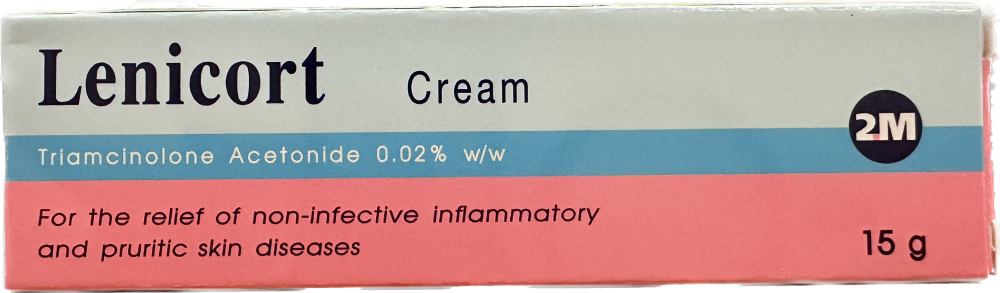 Lenicort Cream
2M
Triamcinolone Acetonide 0.02% w/w
For the relief of non-infective inflammatory
and pruritic skin diseases
15 g